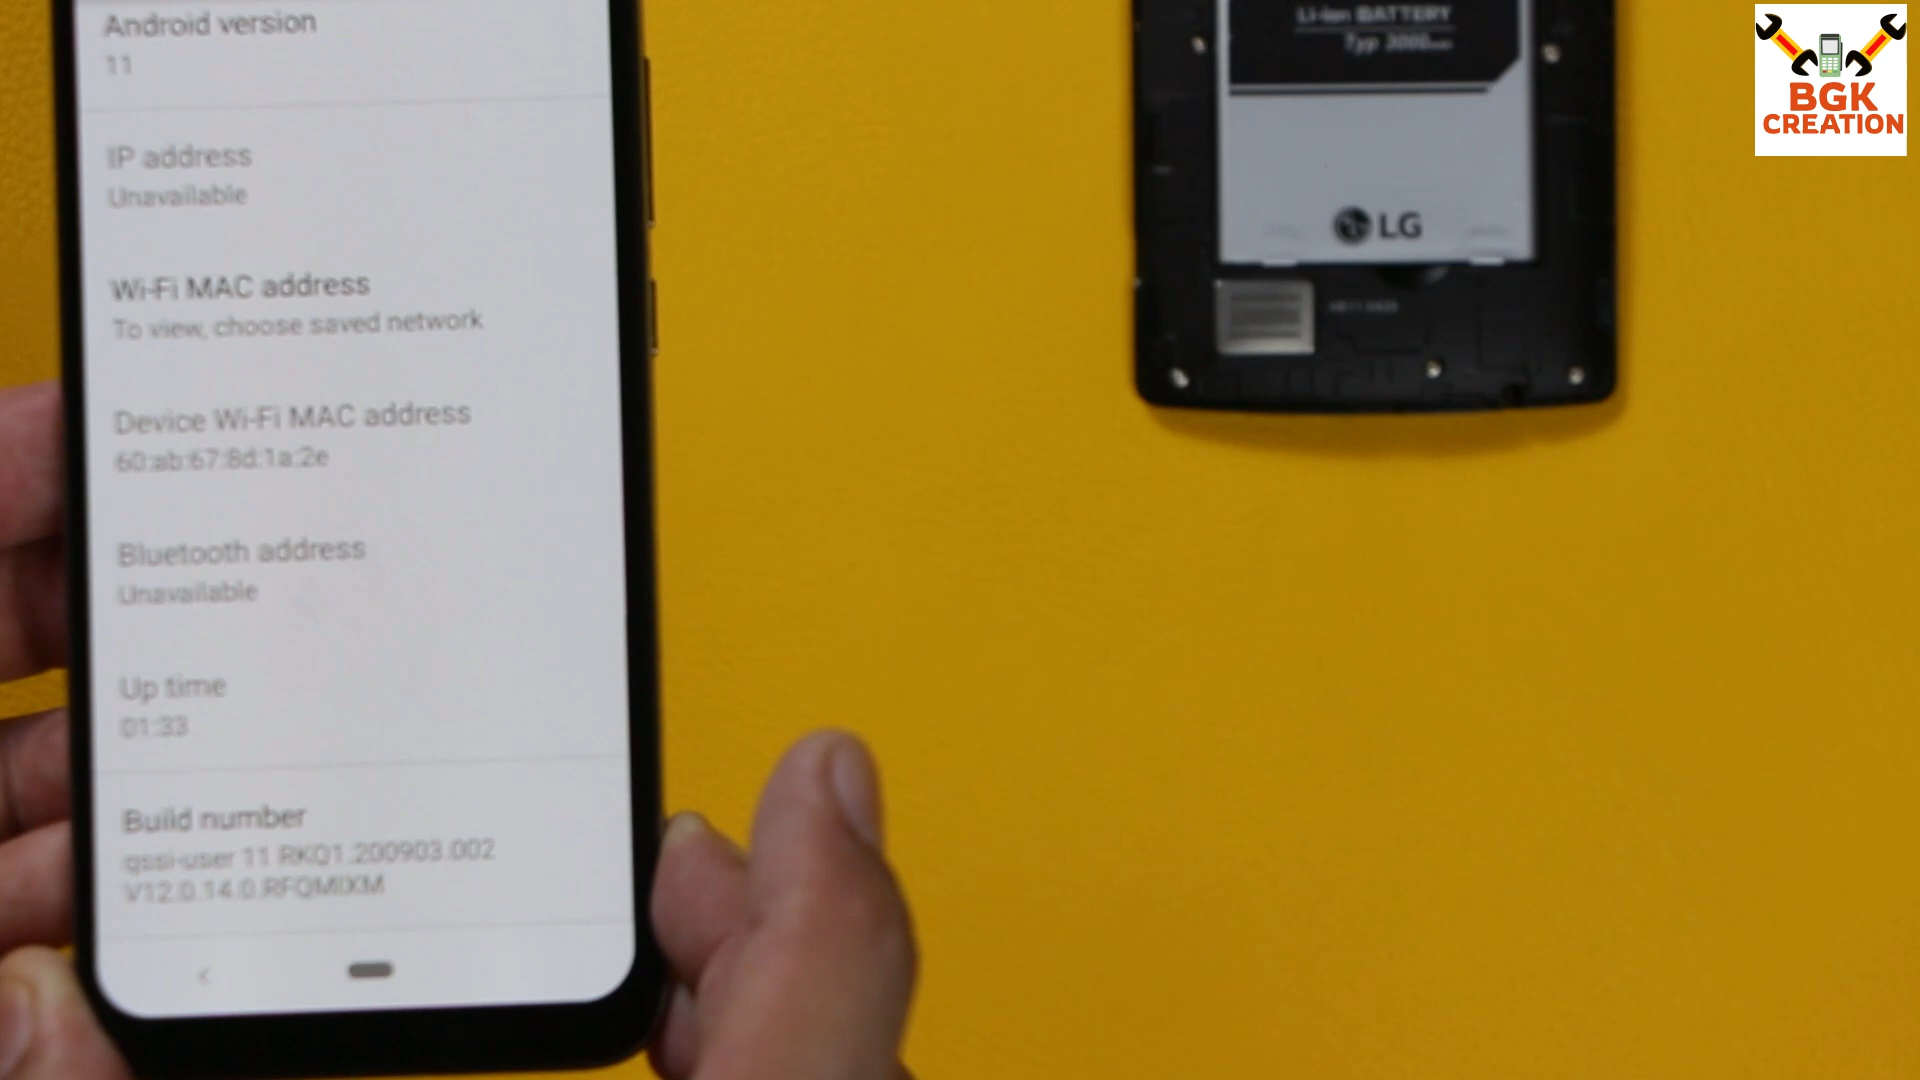 Android version
11
IP address
Unavailable
Wi-Fi MAC address
To view, choose saved network
Device Wi-Fi MAC address
60:ab:67:8d:1a:2e
Bluetooth address
Unavailable
Up time
01:33
Build number
qssi-user 11 RKQ1.200903.002
V12.0.14.0.RFQMIXM
Li-ion BATTERY
Typ 3000mAh
LG
BGK
CREATION